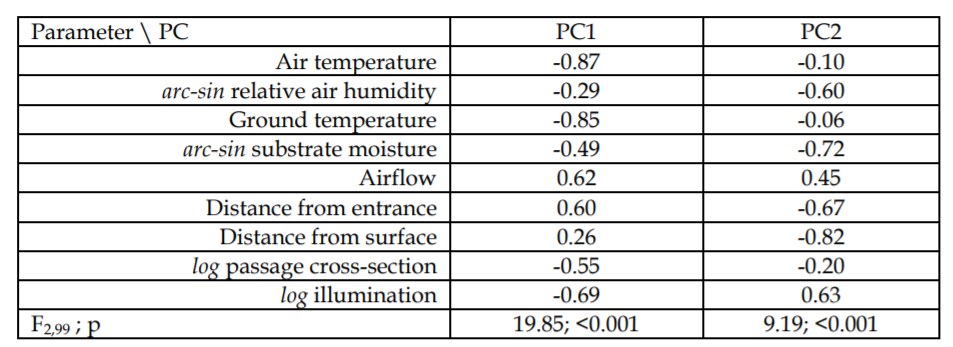 Parameter \ PC PC1 PC2
Air temperature -0.87 -0.10
arc-sin relative air humidity -0.29 -0.60
Ground temperature -0.85 -0.06
arc-sin substrate moisture -0.49 -0.72
Airflow 0.62 0.45
Distance from entrance 0.60 -0.67
Distance from surface 0.26 -0.82
log passage cross-section -0.55 -0.20
log illumination -0.69 0.63
F2,99 ; p 19.85; <0.001 9.19; <0.001